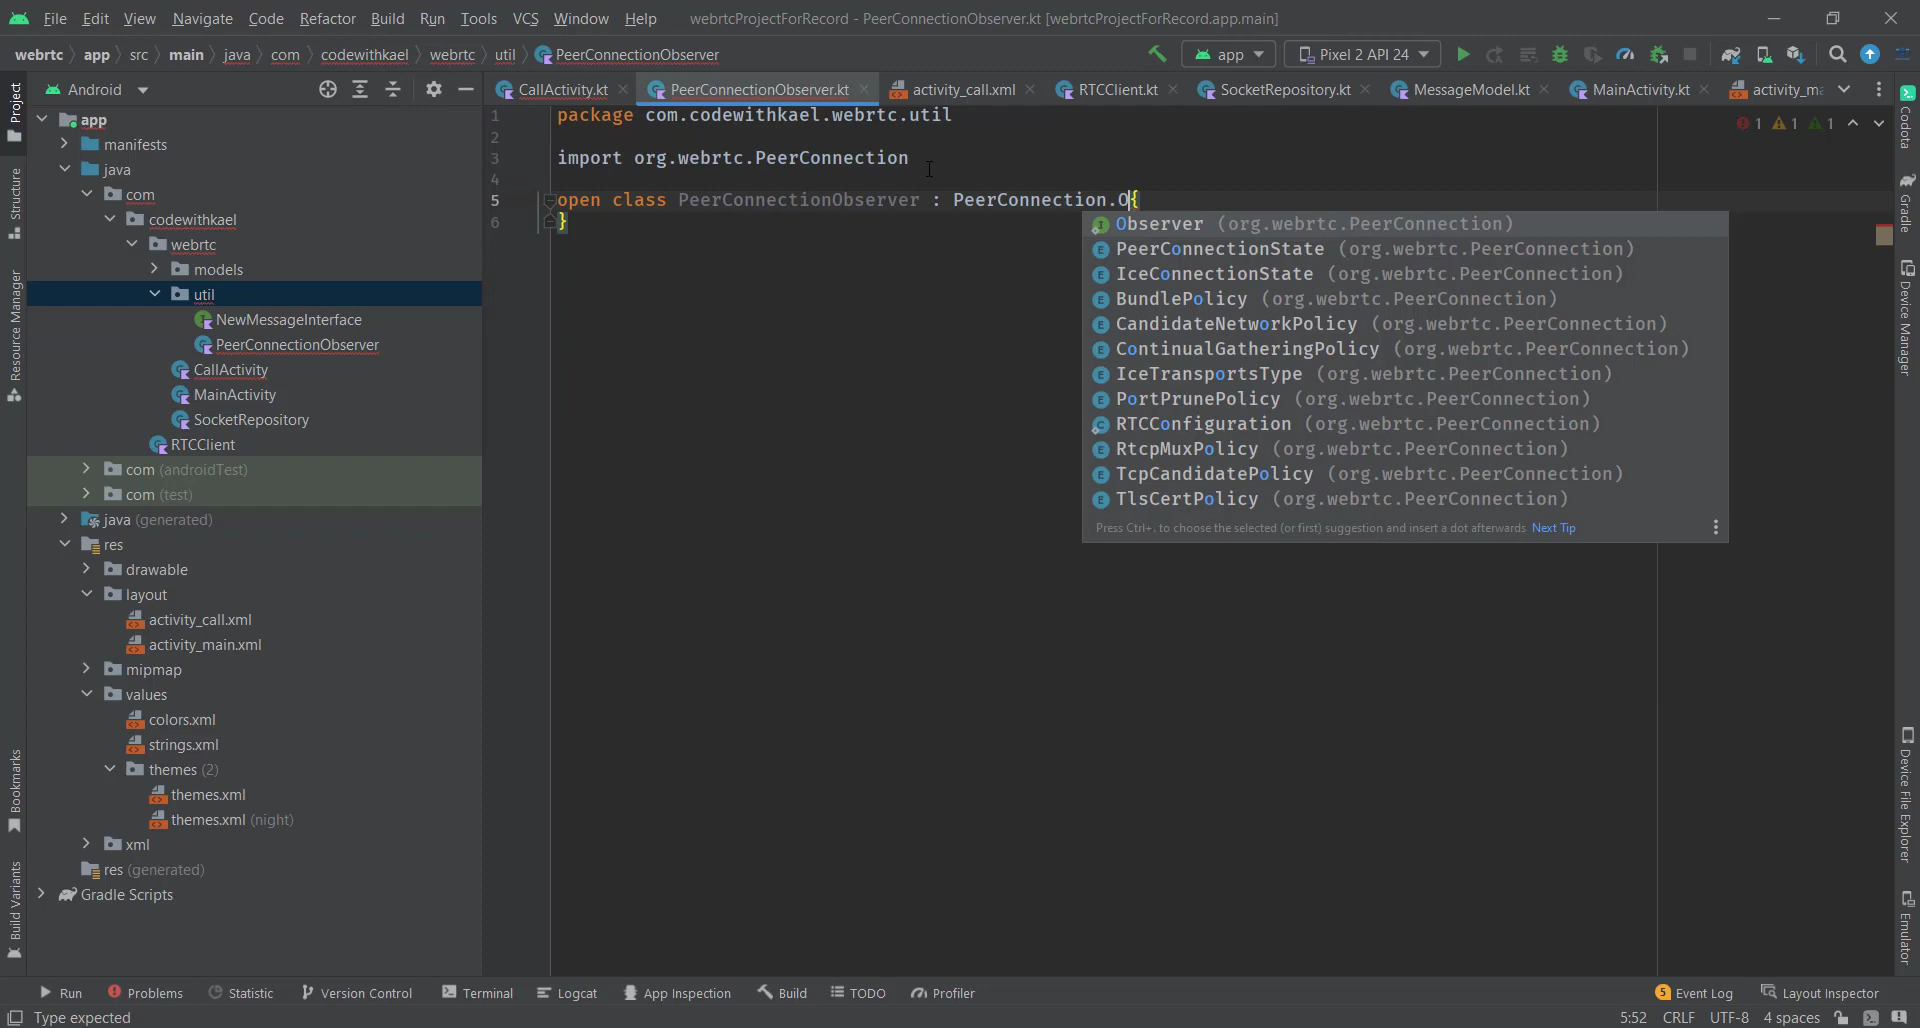 File Edit View Navigate Code Refactor Build Run Tools VCS Window Help webrtcProjectForRecord - PeerConnectionObserver.kt [webrtcProjectForRecord.app.main]
webrtc app src main java com codewithkael webrtc util PeerConnectionObserver app Pixel 2 API 24
Android CallActivity.kt PeerConnectionObserver.kt activity_call.xml RTCClient.kt SocketRepository.kt MessageModel.kt MainActivity.kt activity_ma
Project
Structure
Resource Manager
Bookmarks
Build Variants
app
manifests
java
com
codewithkael
webrtc
models
util
NewMessageInterface
PeerConnectionObserver
CallActivity
MainActivity
SocketRepository
RTCClient
com (androidTest)
com (test)
java (generated)
res
drawable
layout
activity_call.xml
activity_main.xml
mipmap
values
colors.xml
strings.xml
themes (2)
themes.xml
themes.xml (night)
xml
res (generated)
Gradle Scripts
1 package com.codewithkael.webrtc.util
2
3 import org.webrtc.PeerConnection
4
5 open class PeerConnectionObserver : PeerConnection.O{
6 }
1 1 1
Observer (org.webrtc.PeerConnection)
PeerConnectionState (org.webrtc.PeerConnection)
IceConnectionState (org.webrtc.PeerConnection)
BundlePolicy (org.webrtc.PeerConnection)
CandidateNetworkPolicy (org.webrtc.PeerConnection)
ContinualGatheringPolicy (org.webrtc.PeerConnection)
IceTransportsType (org.webrtc.PeerConnection)
PortPrunePolicy (org.webrtc.PeerConnection)
RTCConfiguration (org.webrtc.PeerConnection)
RtcpMuxPolicy (org.webrtc.PeerConnection)
TcpCandidatePolicy (org.webrtc.PeerConnection)
TlsCertPolicy (org.webrtc.PeerConnection)
Press Ctrl+. to choose the selected (or first) suggestion and insert a dot afterwards Next Tip
Codota
Gradle
Device Manager
Device File Explorer
Emulator
Run Problems Statistic Version Control Terminal Logcat App Inspection Build TODO Profiler 5 Event Log Layout Inspector
Type expected 5:52 CRLF UTF-8 4 spaces